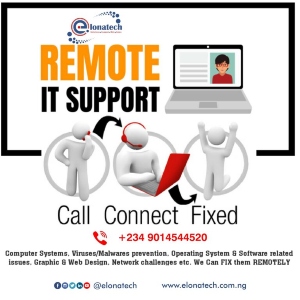 elonatech
REMOTE
IT SUPPORT
Call Connect Fixed
+234 9014544520
Computer Systems. Viruses/Malwares prevention. Operating System & Software related
issues. Graphic & Web Design. Network challenges etc. We Can FIX them REMOTELY
@elonatech www.elonatech.com.ng